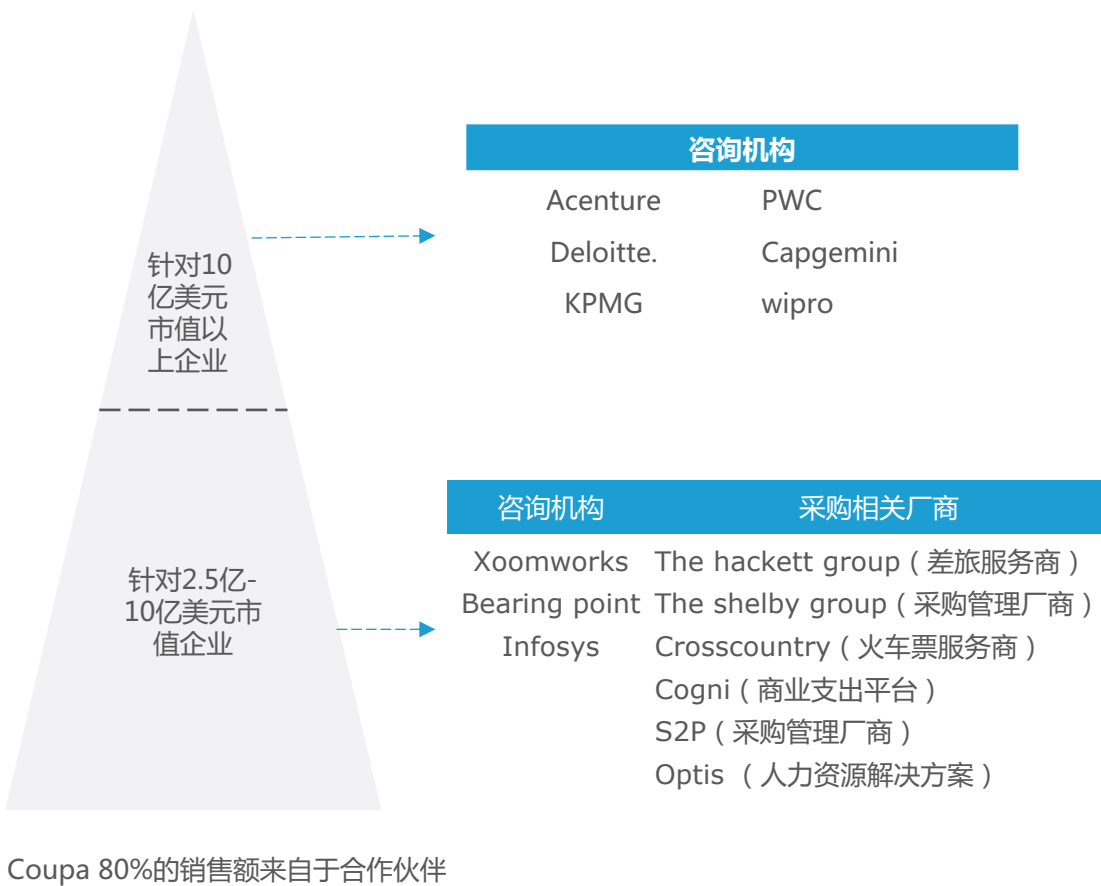 针对10
亿美元
市值以
上企业
咨询机构
Acenture PWC
Deloitte. Capgemini
KPMG wipro
针对2.5亿-
10亿美元市
值企业
咨询机构 采购相关厂商
Xoomworks The hackett group（差旅服务商）
Bearing point The shelby group（采购管理厂商）
Infosys Crosscountry（火车票服务商）
Cogni（商业支出平台）
S2P（采购管理厂商）
Optis （人力资源解决方案）
Coupa 80%的销售额来自于合作伙伴